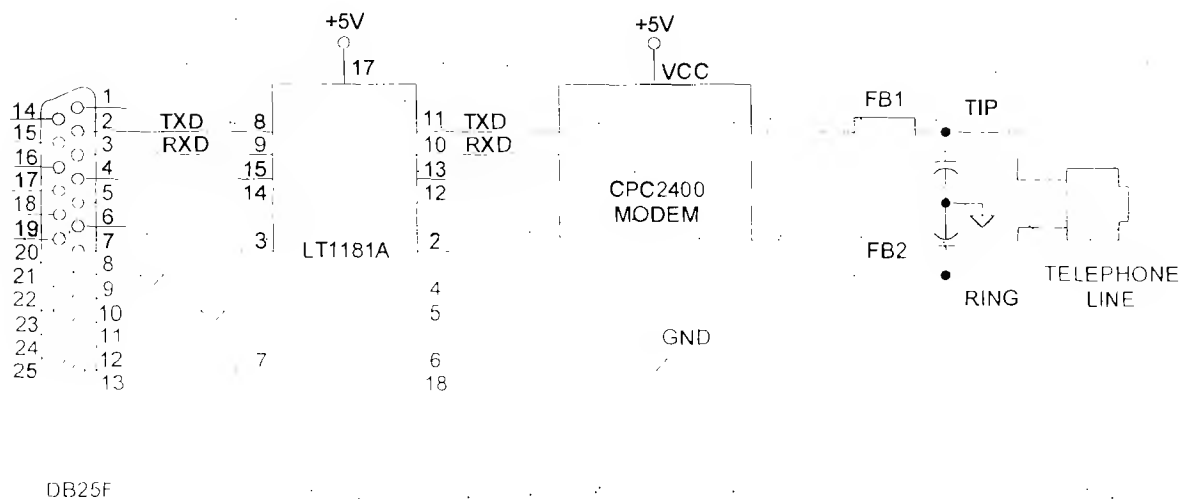 +5V
+5V
17
VCC
1
14
2
TXD
8
11
TXD
FB1
TIP
15
3
RXD
9
10
RXD
16
4
15
13
17
5
14
12
CPC2400
MODEM
18
6
19
7
3
LT1181A
2
FB2
20
8
TELEPHONE
LINE
21
9
4
RING
22
10
5
23
11
GND
24
12
7
6
25
13
18
DB25F